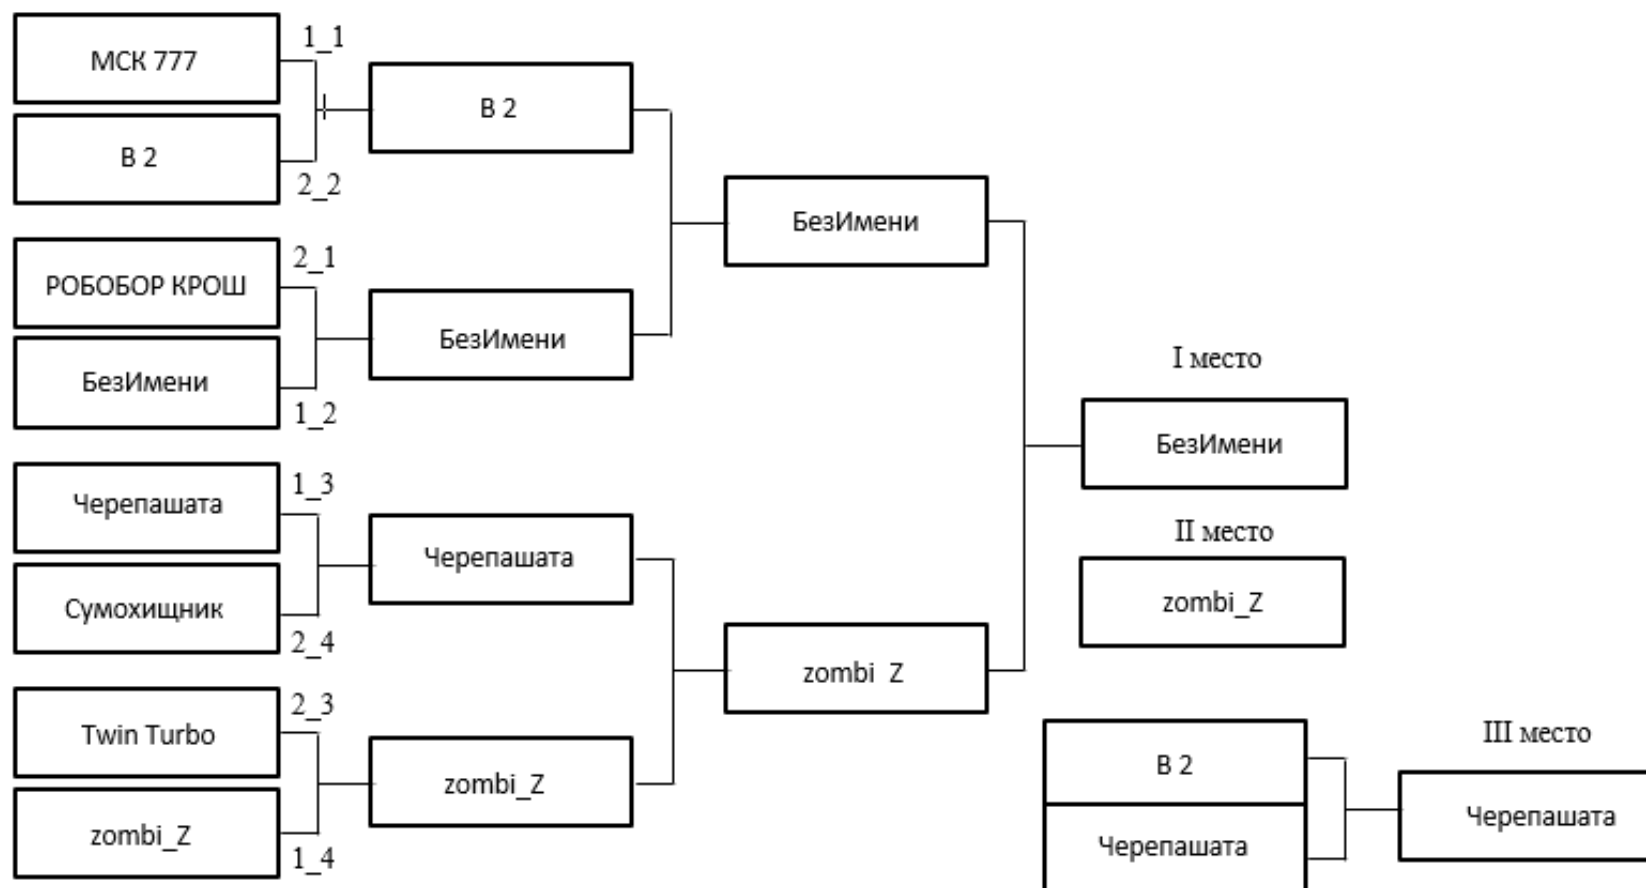 1_1
МСК 777
В 2
В 2
2_2
2_1
РОБОБОР КРОШ
БезИмени
БезИмени
1_2
БезИмени
1_3
Черепашата
Черепашата
Сумохищник
2_4
2_3
Twin Turbo
zombi_Z
zombi_Z
1_4
zombi_Z
I место
БезИмени
II место
zombi_Z
В 2
Черепашата
III место
Черепашата